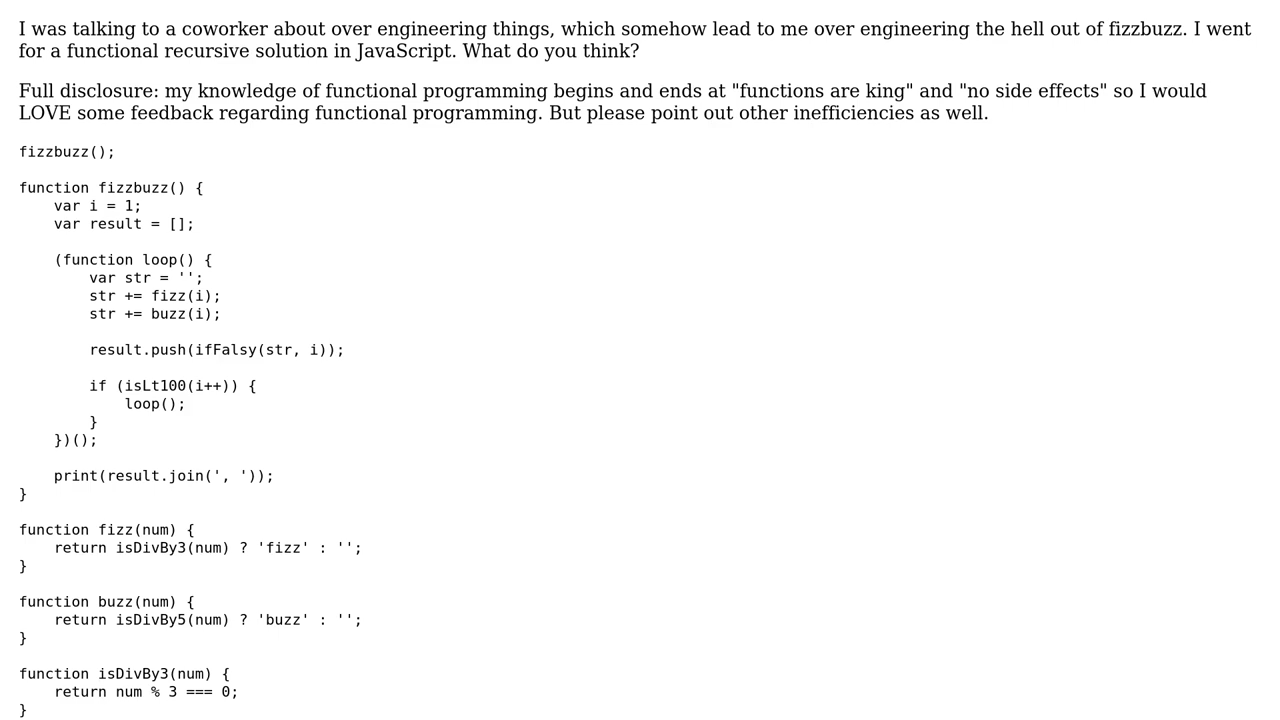 I was talking to a coworker about over engineering things, which somehow lead to me over engineering the hell out of fizzbuzz. I went
for a functional recursive solution in JavaScript. What do you think?
Full disclosure: my knowledge of functional programming begins and ends at "functions are king" and "no side effects" so I would
LOVE some feedback regarding functional programming. But please point out other inefficiencies as well.
fizzbuzz();
function fizzbuzz() {
    var i = 1;
    var result = [];
    (function loop() {
        var str = '';
        str += fizz(i);
        str += buzz(i);
        result.push(ifFalsy(str, i));
        if (isLt100(i++)) {
            loop();
        }
    })();
    print(result.join(', '));
}
function fizz(num) {
    return isDivBy3(num) ? 'fizz' : '';
}
function buzz(num) {
    return isDivBy5(num) ? 'buzz' : '';
}
function isDivBy3(num) {
    return num % 3 === 0;
}